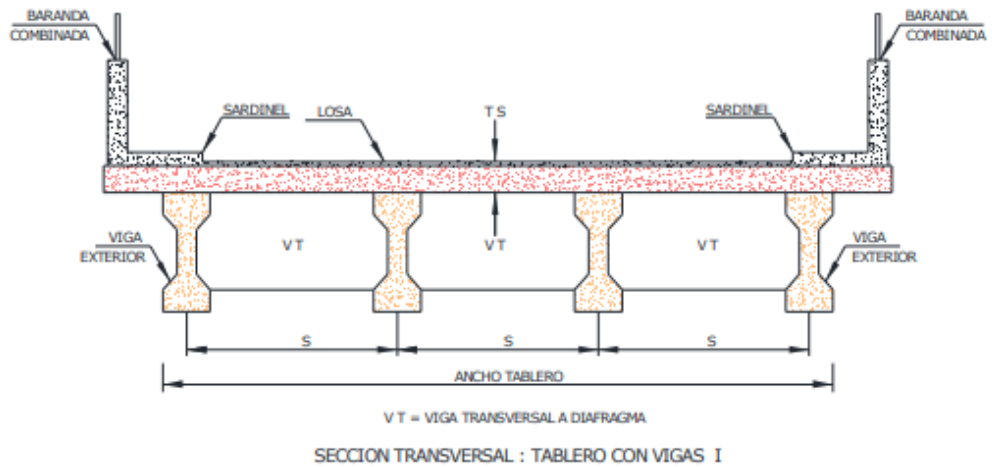 BARANDA
COMBINADA
BARANDA
COMBINADA
SARDINEL
LOSA
T S
SARDINEL
VIGA
EXTERIOR
V T
V T
V T
VIGA
EXTERIOR
S
S
S
ANCHO TABLERO
V T = VIGA TRANSVERSAL A DIAFRAGMA
SECCION TRANSVERSAL : TABLERO CON VIGAS I